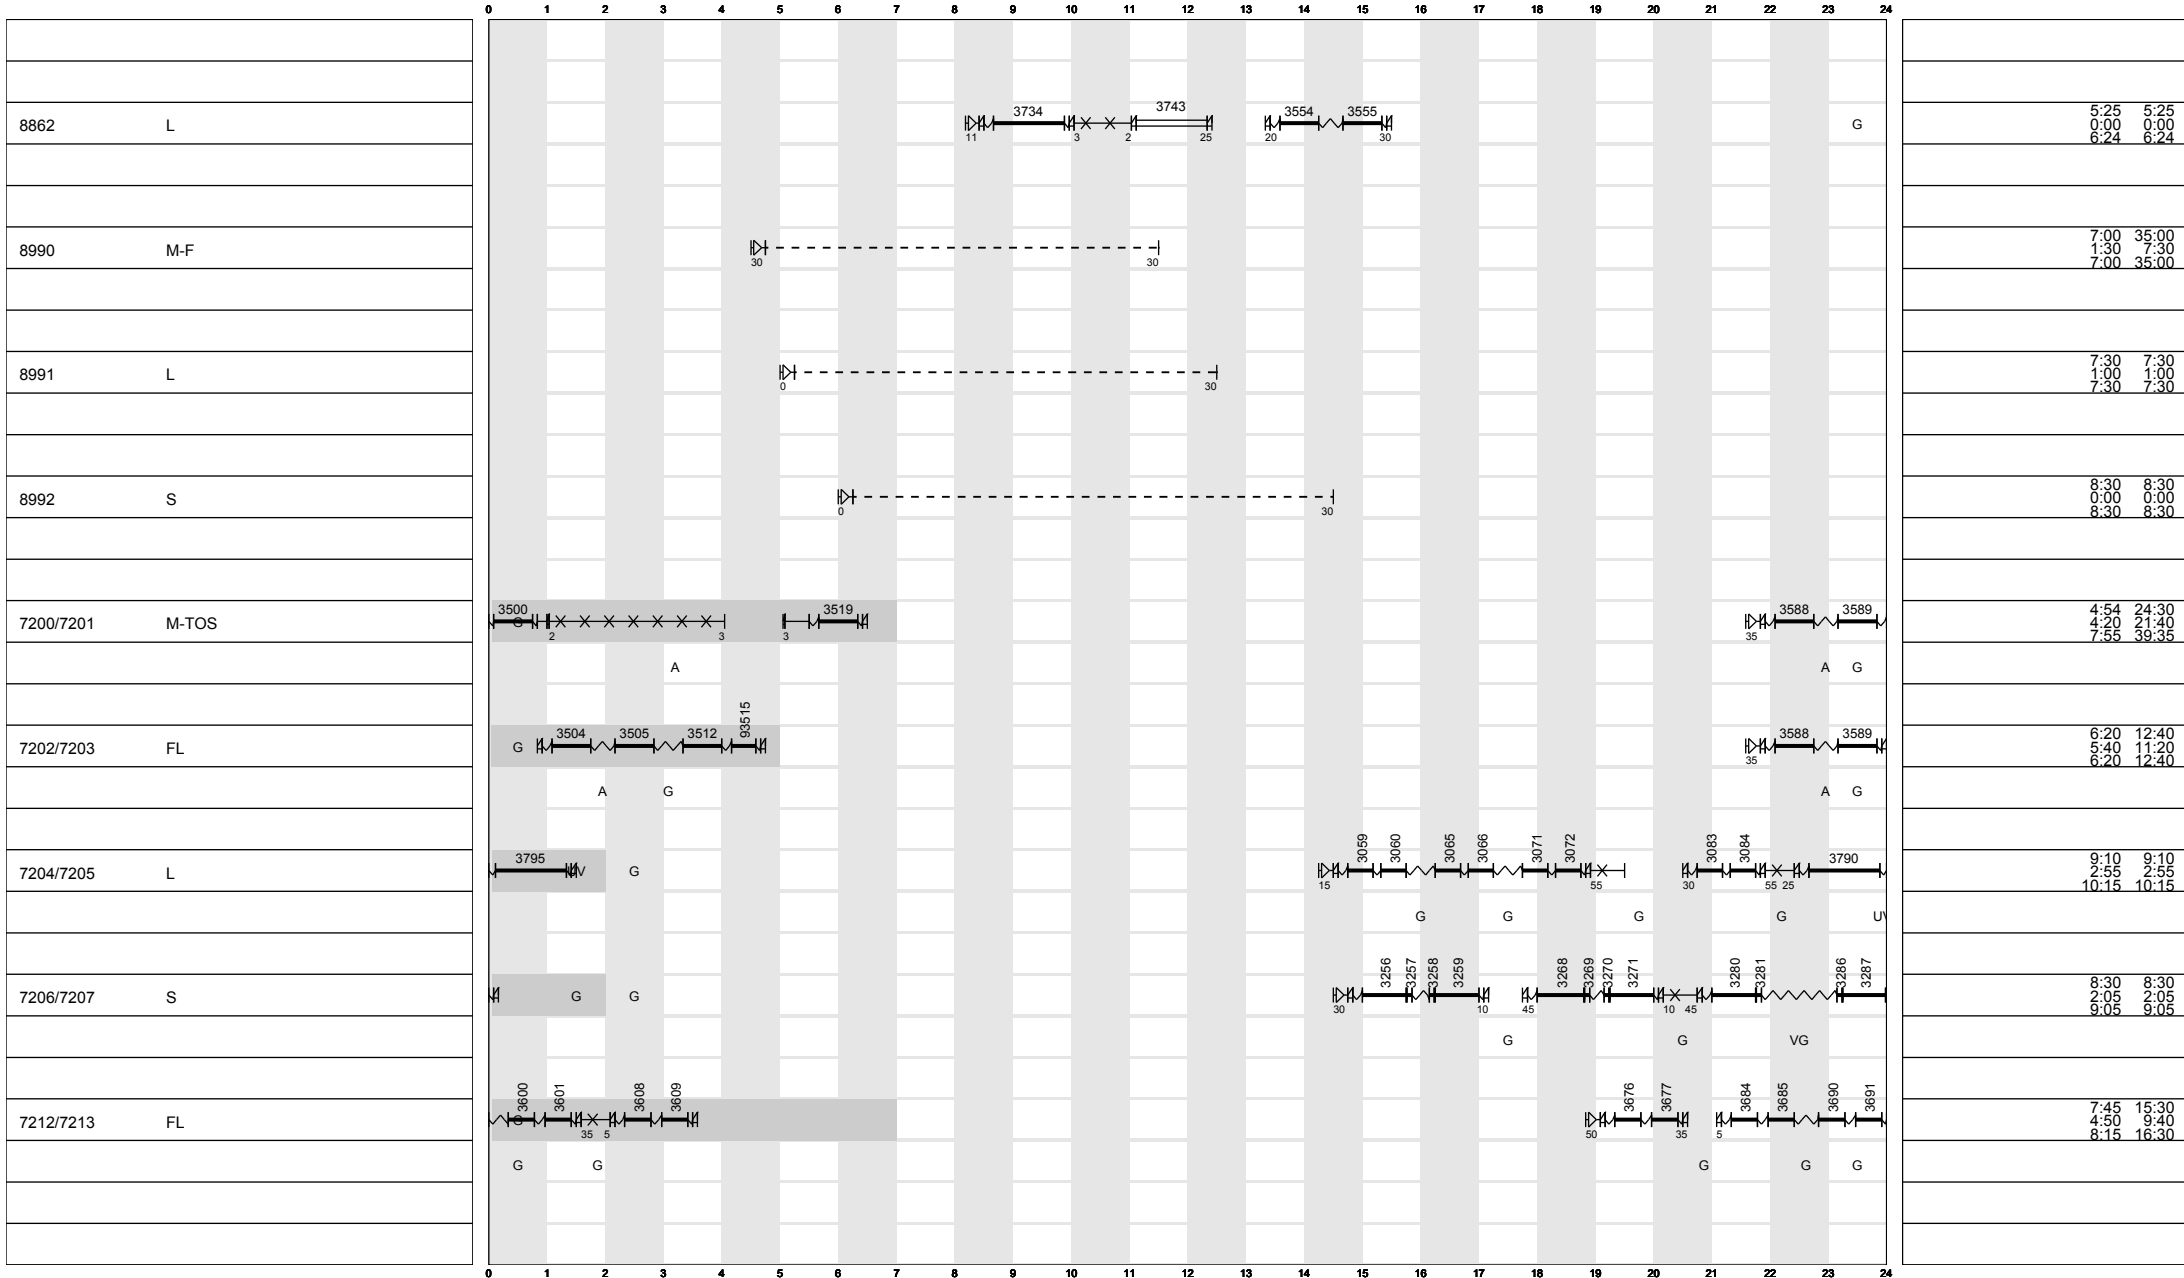 0 1 2 3 4 5 6 7 8 9 10 11 12 13 14 15 16 17 18 19 20 21 22 23 24
3734 3743 3554 3555 5:25 5:25
8862 L G 0:00 0:00
11 3 2 25 20 30 6:24 6:24
7:00 35:00
8990 M-F 1:30 7:30
30 30 7:00 35:00
7:30 7:30
8991 L 1:00 1:00
0 30 7:30 7:30
8:30 8:30
8992 S 0:00 0:00
0 30 8:30 8:30
3500 3519 3588 3589 4:54 24:30
7200/7201 M-TOS G 4:20 21:40
2 3 3 35 7:55 39:35
A A G
3504 3505 3512 93515 3588 3589 6:20 12:40
7202/7203 FL G 5:40 11:20
35 6:20 12:40
A G A G
3795 3059 3060 3065 3066 3071 3072 3083 3084 3790 9:10 9:10
7204/7205 L G 2:55 2:55
15 55 30 55 25 10:15 10:15
G G G G
3256 3257 3258 3259 3268 3269 3270 3271 3280 3281 3286 3287 8:30 8:30
7206/7207 S G G 2:05 2:05
30 10 45 10 45 9:05 9:05
G G VG
3600 3601 3608 3609 3676 3677 3684 3685 3690 3691 7:45 15:30
7212/7213 FL G 4:50 9:40
35 5 50 35 5 8:15 16:30
G G G G G
0 1 2 3 4 5 6 7 8 9 10 11 12 13 14 15 16 17 18 19 20 21 22 23 24